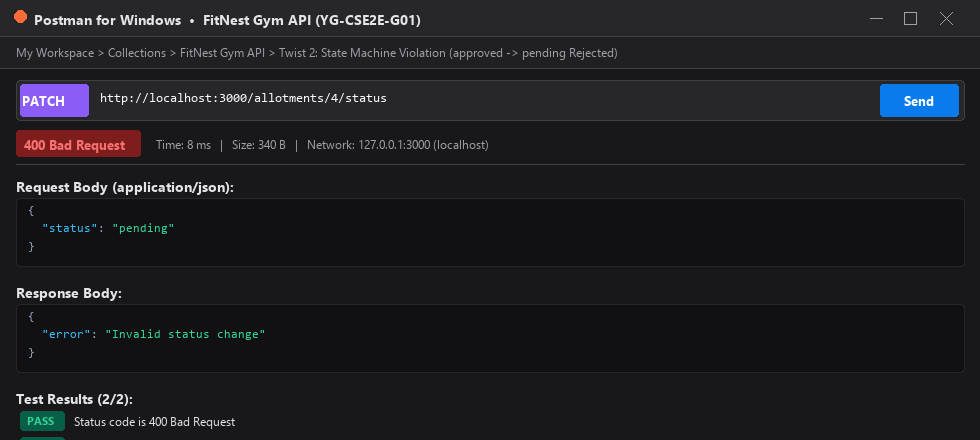 Postman for Windows • FitNest Gym API (YG-CSE2E-G01)
My Workspace > Collections > FitNest Gym API > Twist 2: State Machine Violation (approved -> pending Rejected)
PATCH http://localhost:3000/allotments/4/status Send
400 Bad Request Time: 8 ms | Size: 340 B | Network: 127.0.0.1:3000 (localhost)
Request Body (application/json):
{
"status": "pending"
}
Response Body:
{
"error": "Invalid status change"
}
Test Results (2/2):
PASS Status code is 400 Bad Request